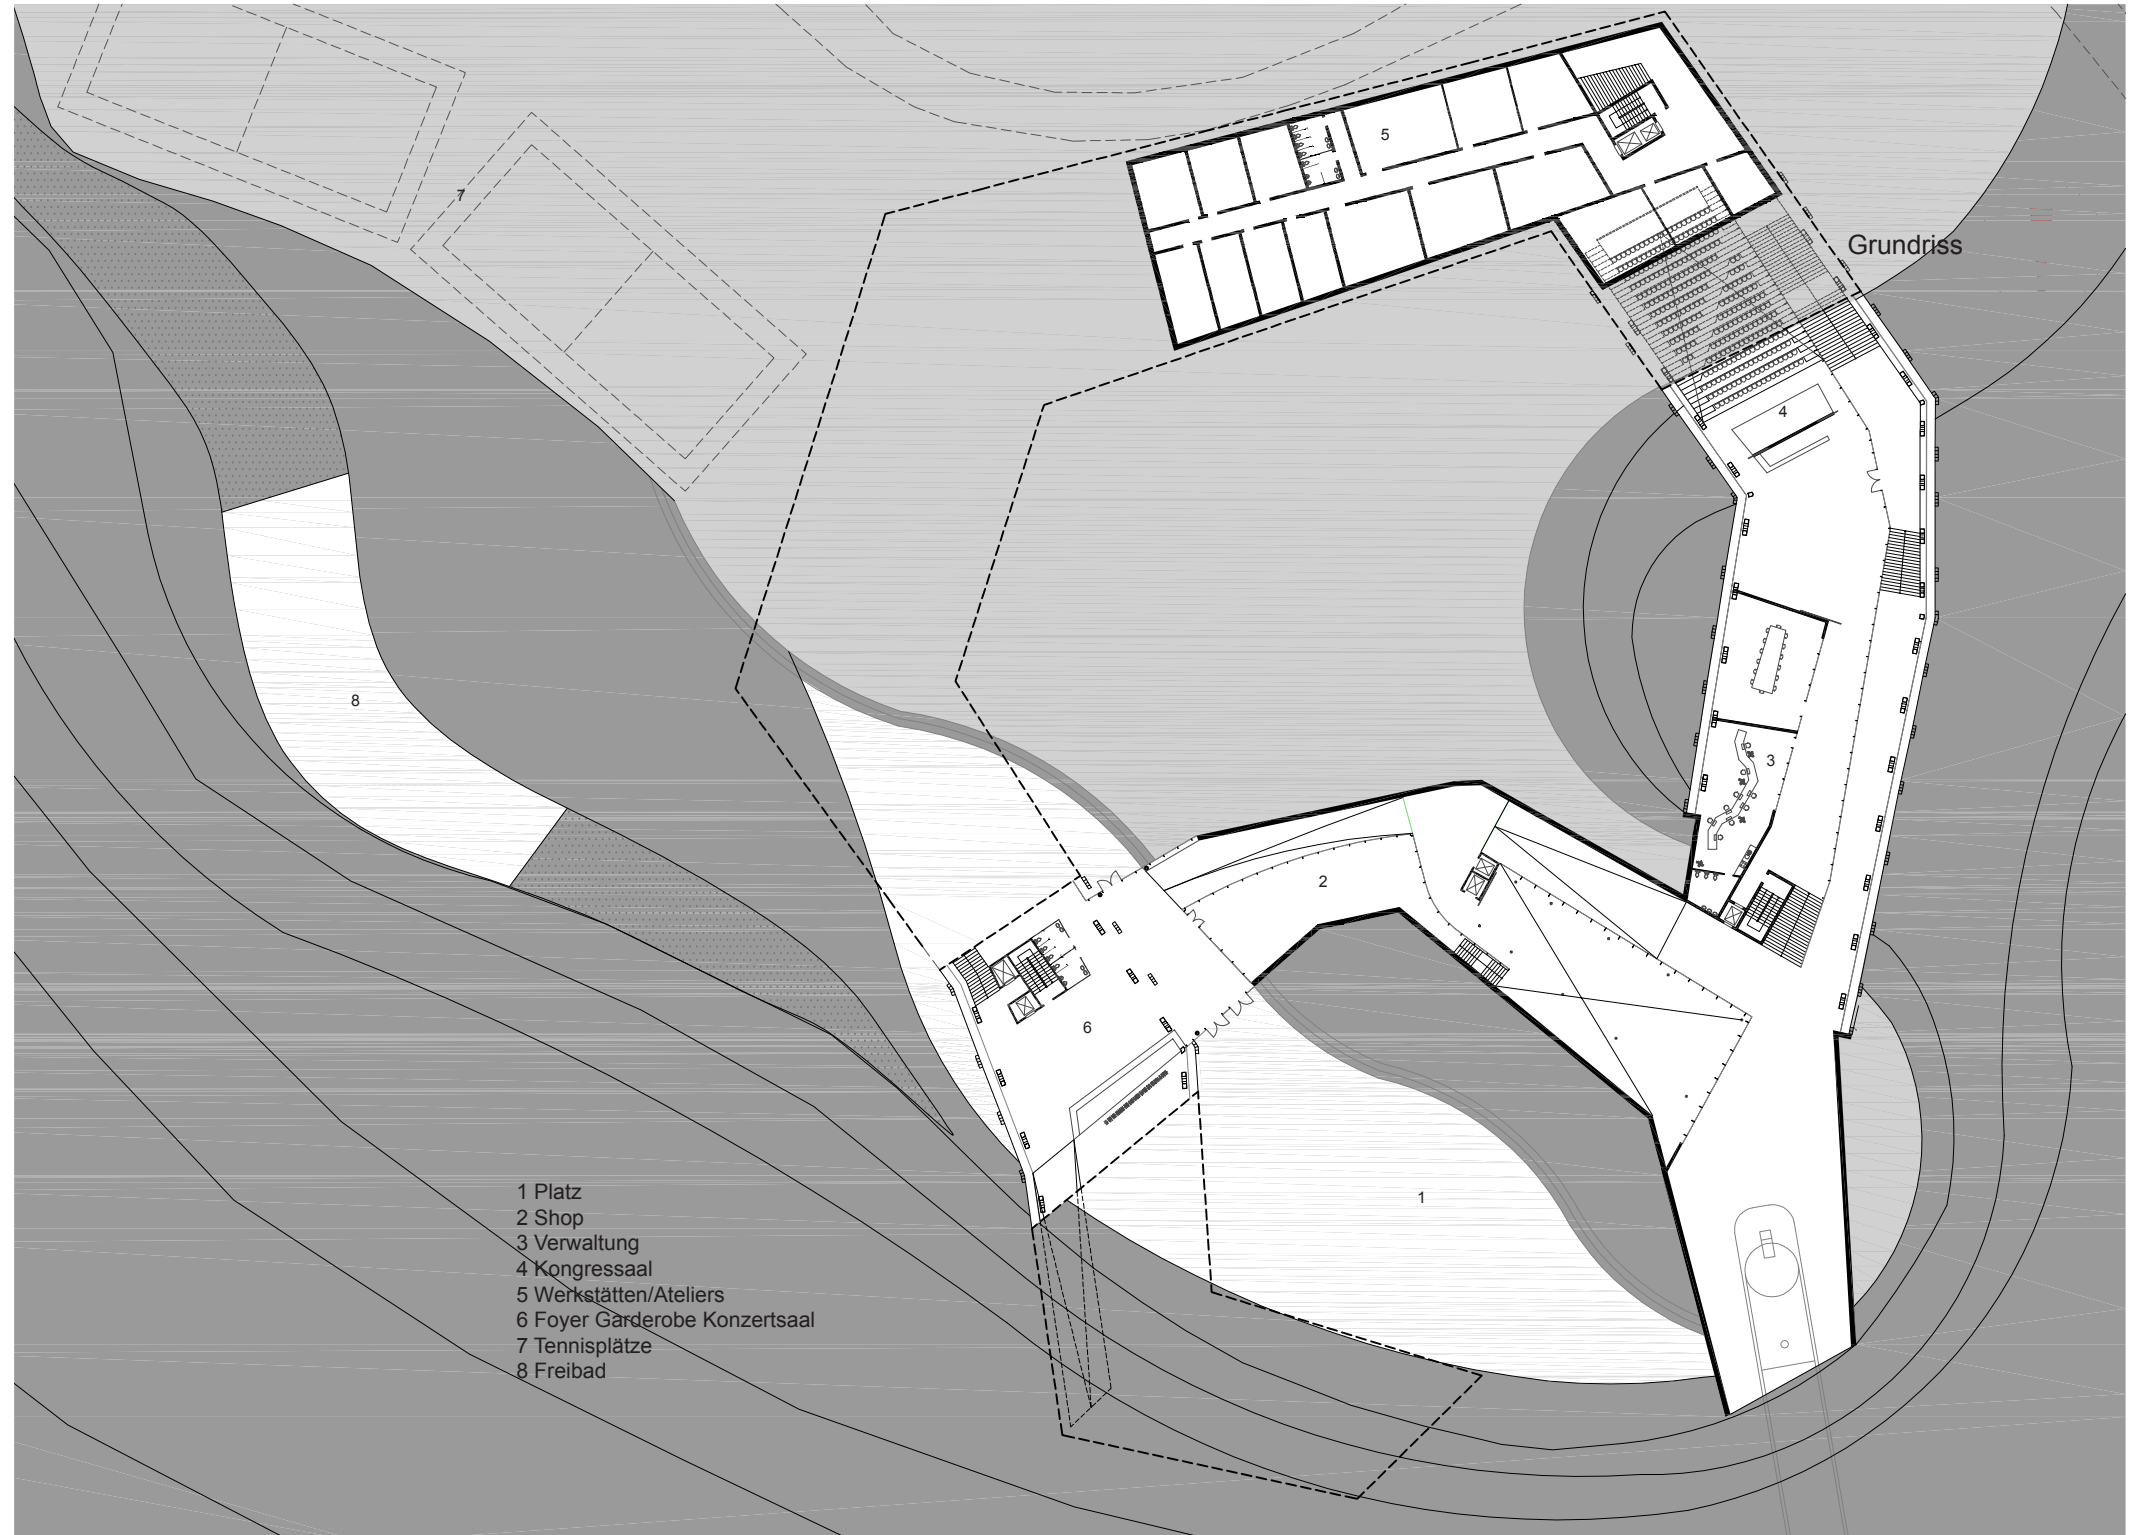 5
7
Grundriss
4
8
3
2
6
1
1 Platz
2 Shop
3 Verwaltung
4 Kongressaal
5 Werkstätten/Ateliers
6 Foyer Garderobe Konzertsaal
7 Tennisplätze
8 Freibad